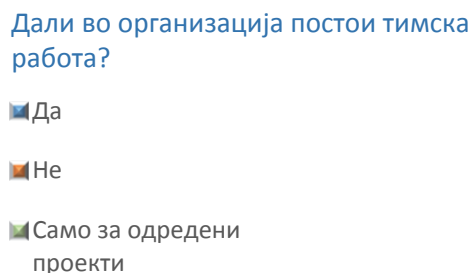 Дали во организација постои тимска
работа?
Да
Не
Само за одредени
проекти